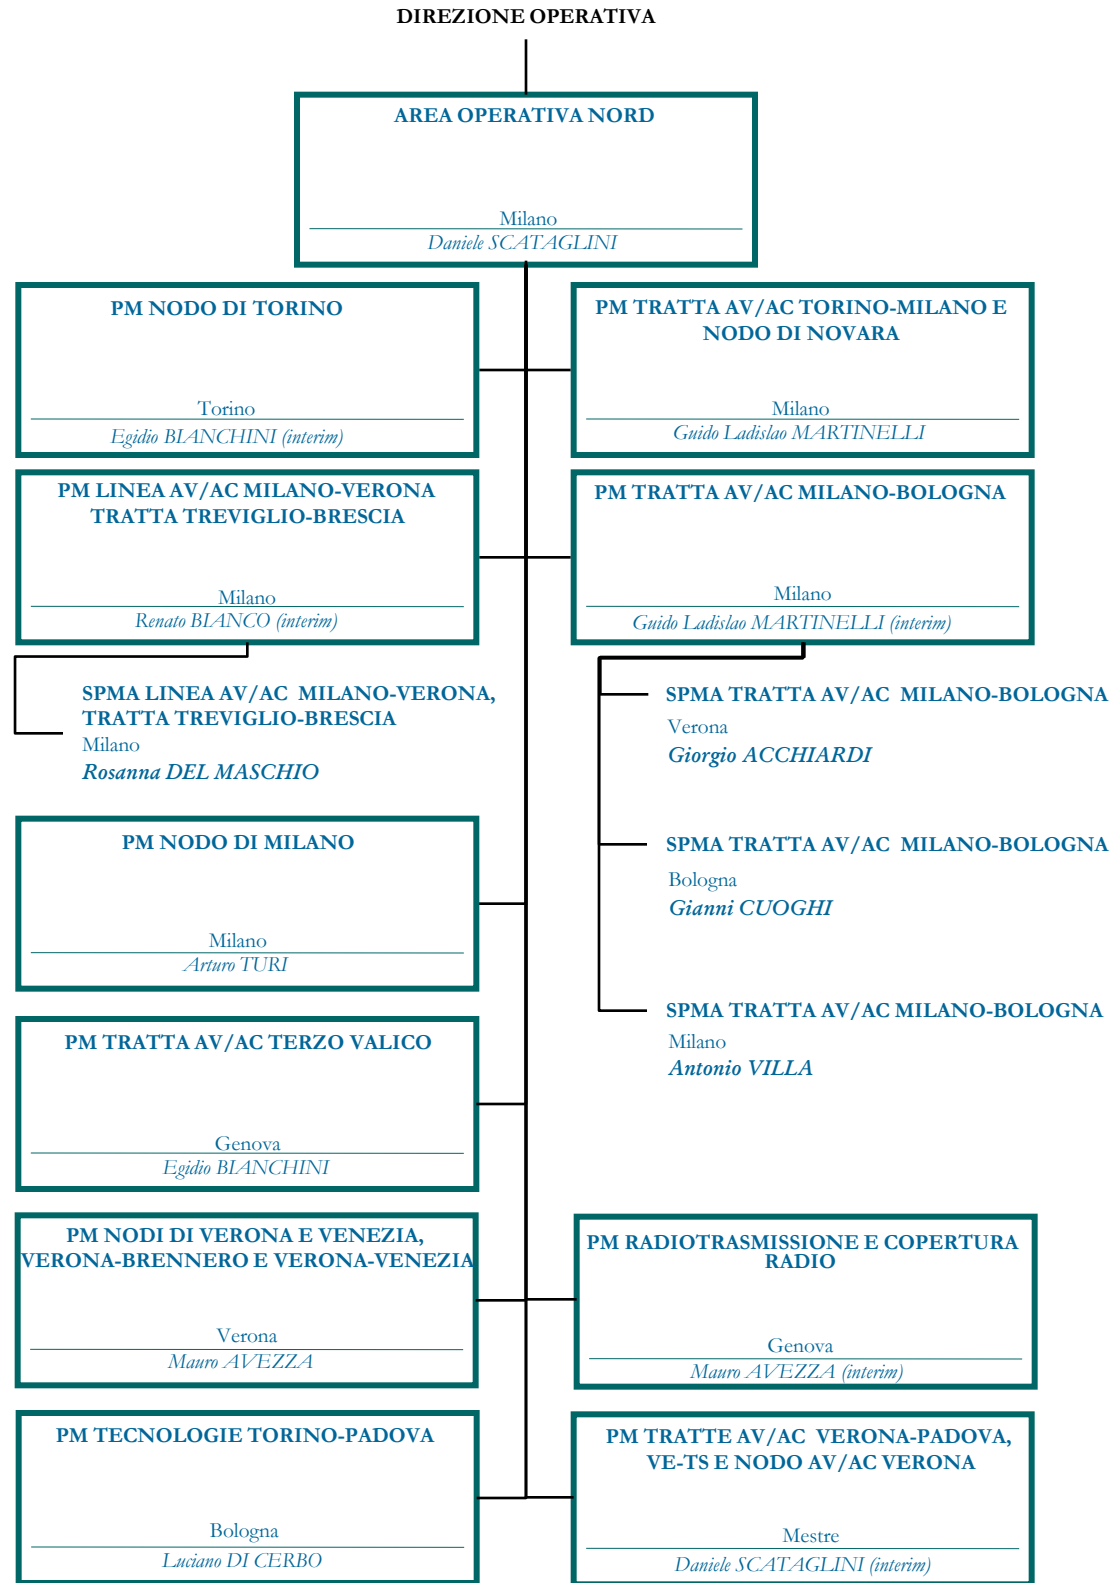 DIREZIONE OPERATIVA
AREA OPERATIVA NORD
Milano
Daniele SCATAGLINI
PM NODO DI TORINO
Torino
Egidio BIANCHINI (interim)
PM TRATTA AV/AC TORINO-MILANO E
NODO DI NOVARA
Milano
Guido Ladislao MARTINELLI
PM LINEA AV/AC MILANO-VERONA
TRATTA TREVIGLIO-BRESCIA
Milano
Renato BIANCO (interim)
PM TRATTA AV/AC MILANO-BOLOGNA
Milano
Guido Ladislao MARTINELLI (interim)
SPMA LINEA AV/AC MILANO-VERONA,
TRATTA TREVIGLIO-BRESCIA
Milano
Rosanna DEL MASCHIO
SPMA TRATTA AV/AC MILANO-BOLOGNA
Verona
Giorgio ACCHIARDI
PM NODO DI MILANO
Milano
Arturo TURI
SPMA TRATTA AV/AC MILANO-BOLOGNA
Bologna
Gianni CUOGHI
SPMA TRATTA AV/AC MILANO-BOLOGNA
Milano
Antonio VILLA
PM TRATTA AV/AC TERZO VALICO
Genova
Egidio BIANCHINI
PM NODI DI VERONA E VENEZIA,
VERONA-BRENNERO E VERONA-VENEZIA
Verona
Mauro AVEZZA
PM RADIOTRASMISSIONE E COPERTURA
RADIO
Genova
Mauro AVEZZA (interim)
PM TECNOLOGIE TORINO-PADOVA
Bologna
Luciano DI CERBO
PM TRATTE AV/AC VERONA-PADOVA,
VE-TS E NODO AV/AC VERONA
Mestre
Daniele SCATAGLINI (interim)